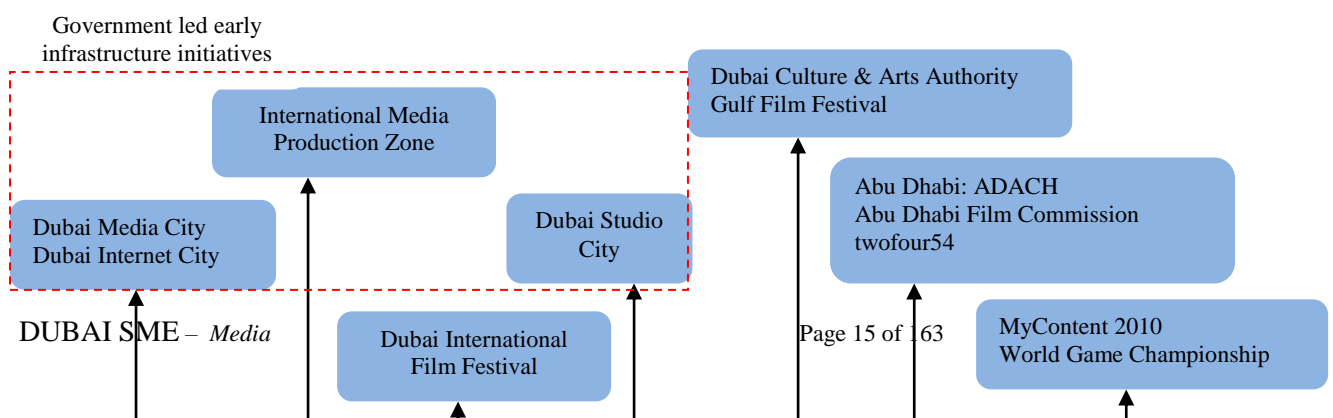 Government led early
infrastructure initiatives
Dubai Culture & Arts Authority
Gulf Film Festival
International Media
Production Zone
Abu Dhabi: ADACH
Abu Dhabi Film Commission
twofour54
Dubai Media City
Dubai Internet City
Dubai Studio
City
DUBAI SME – Media
Page 15 of 163
Dubai International
Film Festival
MyContent 2010
World Game Championship